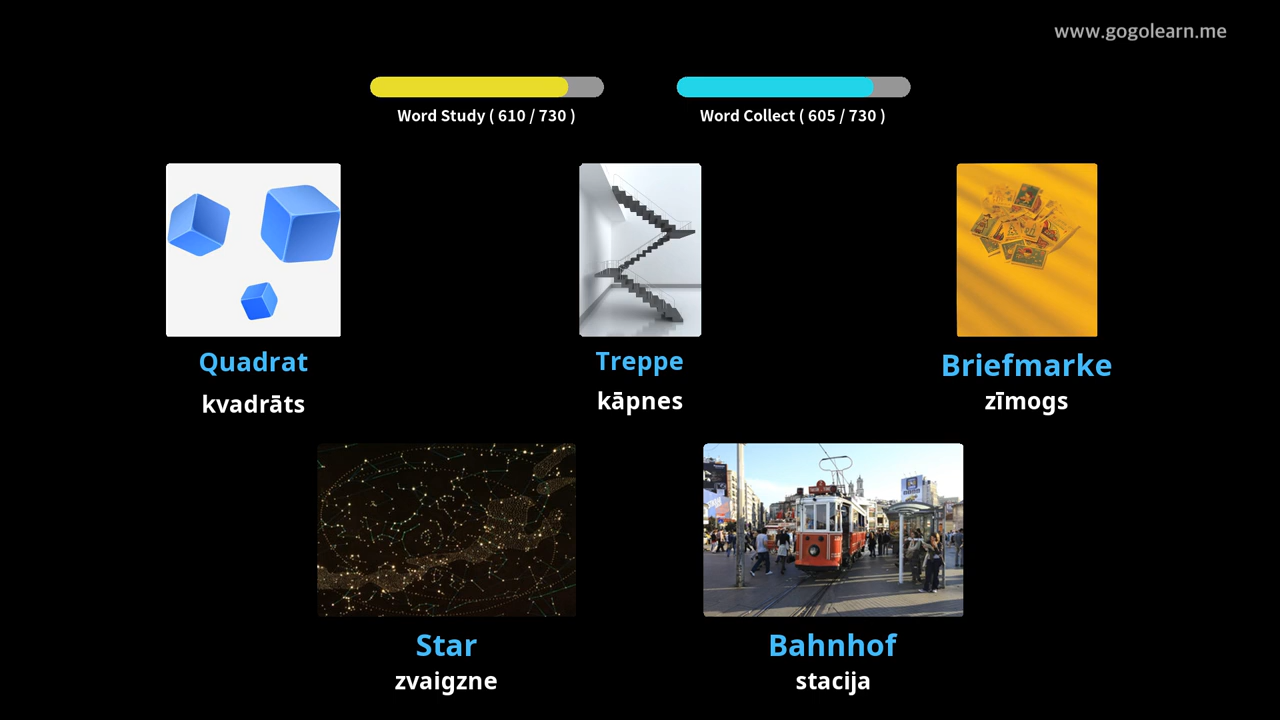 www.gogolearn.me
Word Study ( 610 / 730 )
Word Collect ( 605 / 730 )
Quadrat
kvadrāts
Treppe
kāpnes
Briefmarke
zīmogs
Star
zvaigzne
Bahnhof
stacija